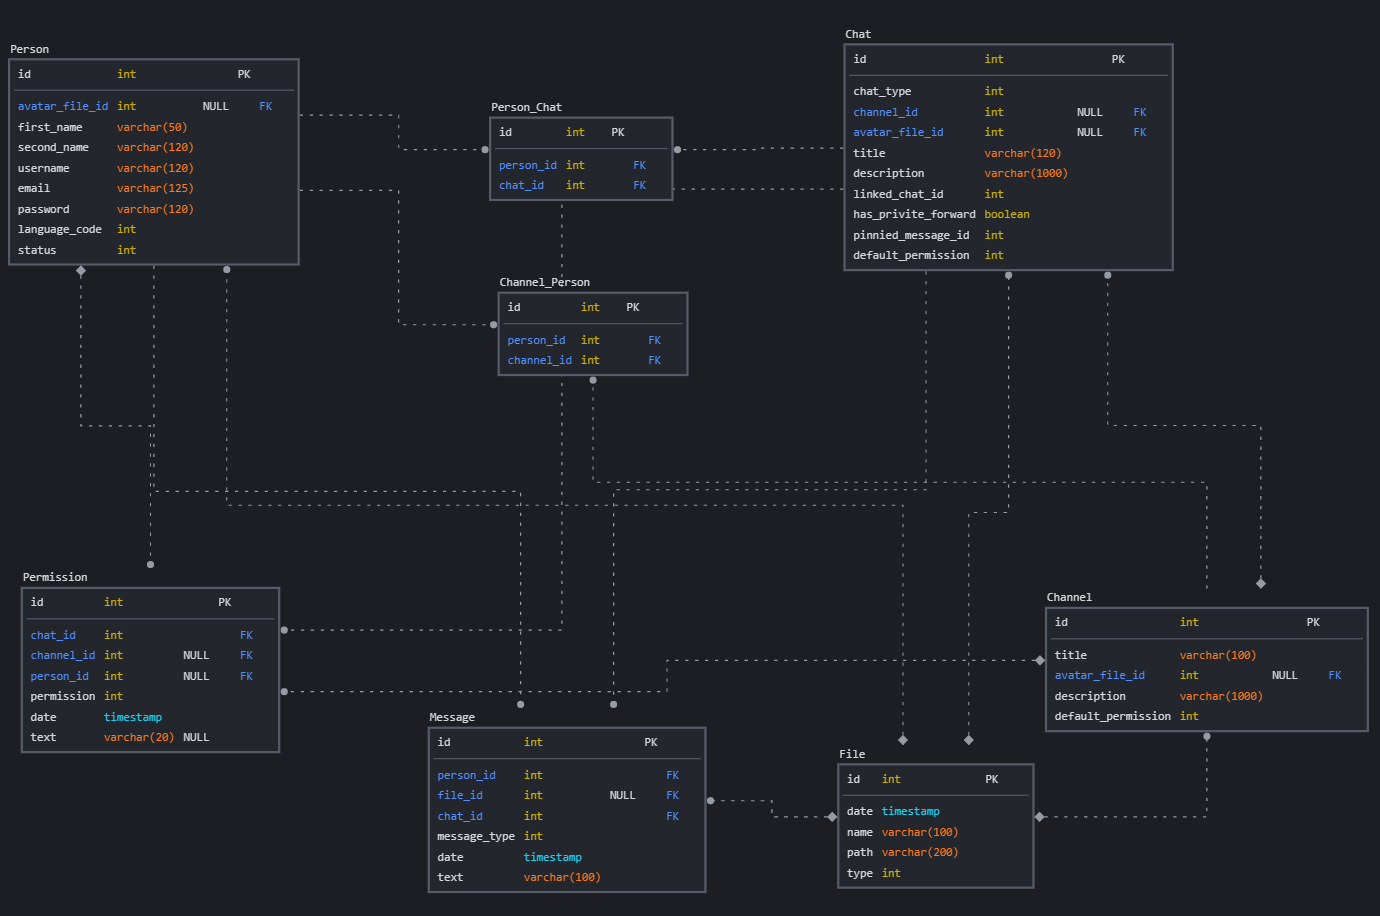 Person
id int PK
avatar_file_id int NULL FK
first_name varchar(50)
second_name varchar(120)
username varchar(120)
email varchar(125)
password varchar(120)
language_code int
status int
Person_Chat
id int PK
person_id int FK
chat_id int FK
Chat
id int PK
chat_type int
channel_id int NULL FK
avatar_file_id int NULL FK
title varchar(120)
description varchar(1000)
linked_chat_id int
has_privite_forward boolean
pinnied_message_id int
default_permission int
Channel_Person
id int PK
person_id int FK
channel_id int FK
Permission
id int PK
chat_id int FK
channel_id int NULL FK
person_id int NULL FK
permission int
date timestamp
text varchar(20) NULL
Message
id int PK
person_id int FK
file_id int NULL FK
chat_id int FK
message_type int
date timestamp
text varchar(100)
File
id int PK
date timestamp
name varchar(100)
path varchar(200)
type int
Channel
id int PK
title varchar(100)
avatar_file_id int NULL FK
description varchar(1000)
default_permission int